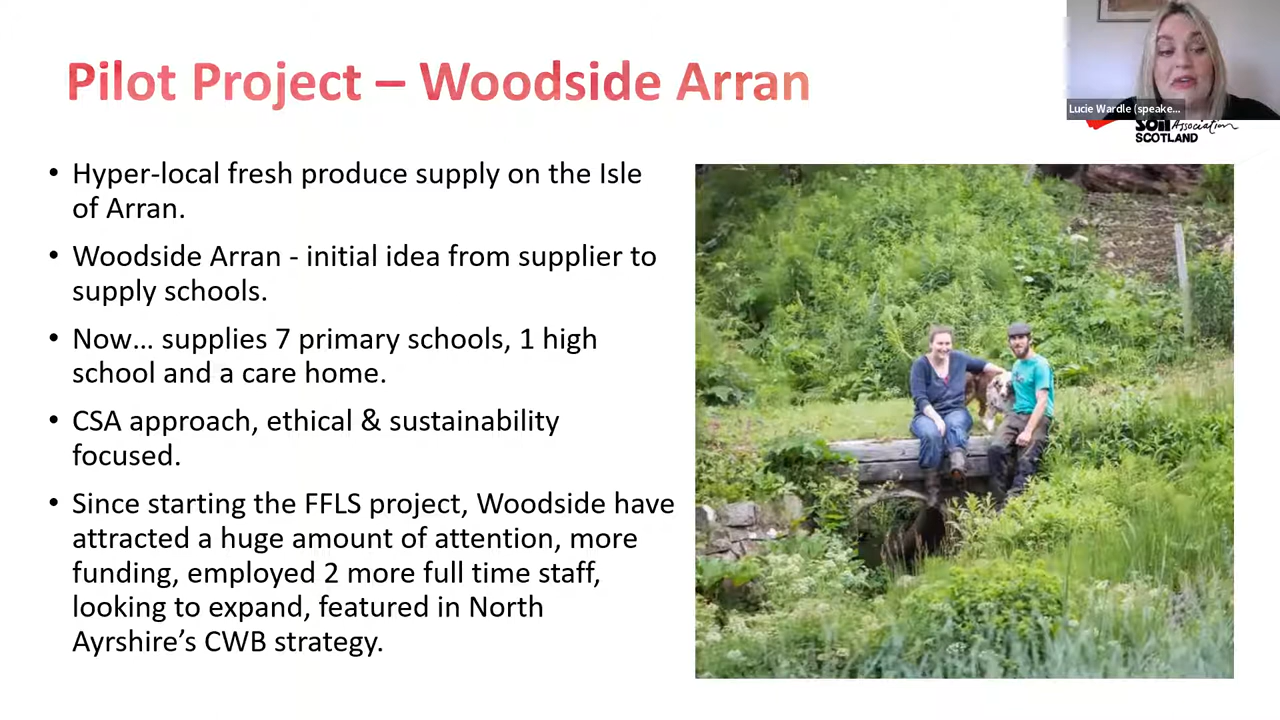 Pilot Project – Woodside Arran
Lucie Wardle (speake...
Soil Association
SCOTLAND
• Hyper-local fresh produce supply on the Isle
of Arran.
• Woodside Arran - initial idea from supplier to
supply schools.
• Now... supplies 7 primary schools, 1 high
school and a care home.
• CSA approach, ethical & sustainability
focused.
• Since starting the FFLS project, Woodside have
attracted a huge amount of attention, more
funding, employed 2 more full time staff,
looking to expand, featured in North
Ayrshire’s CWB strategy.